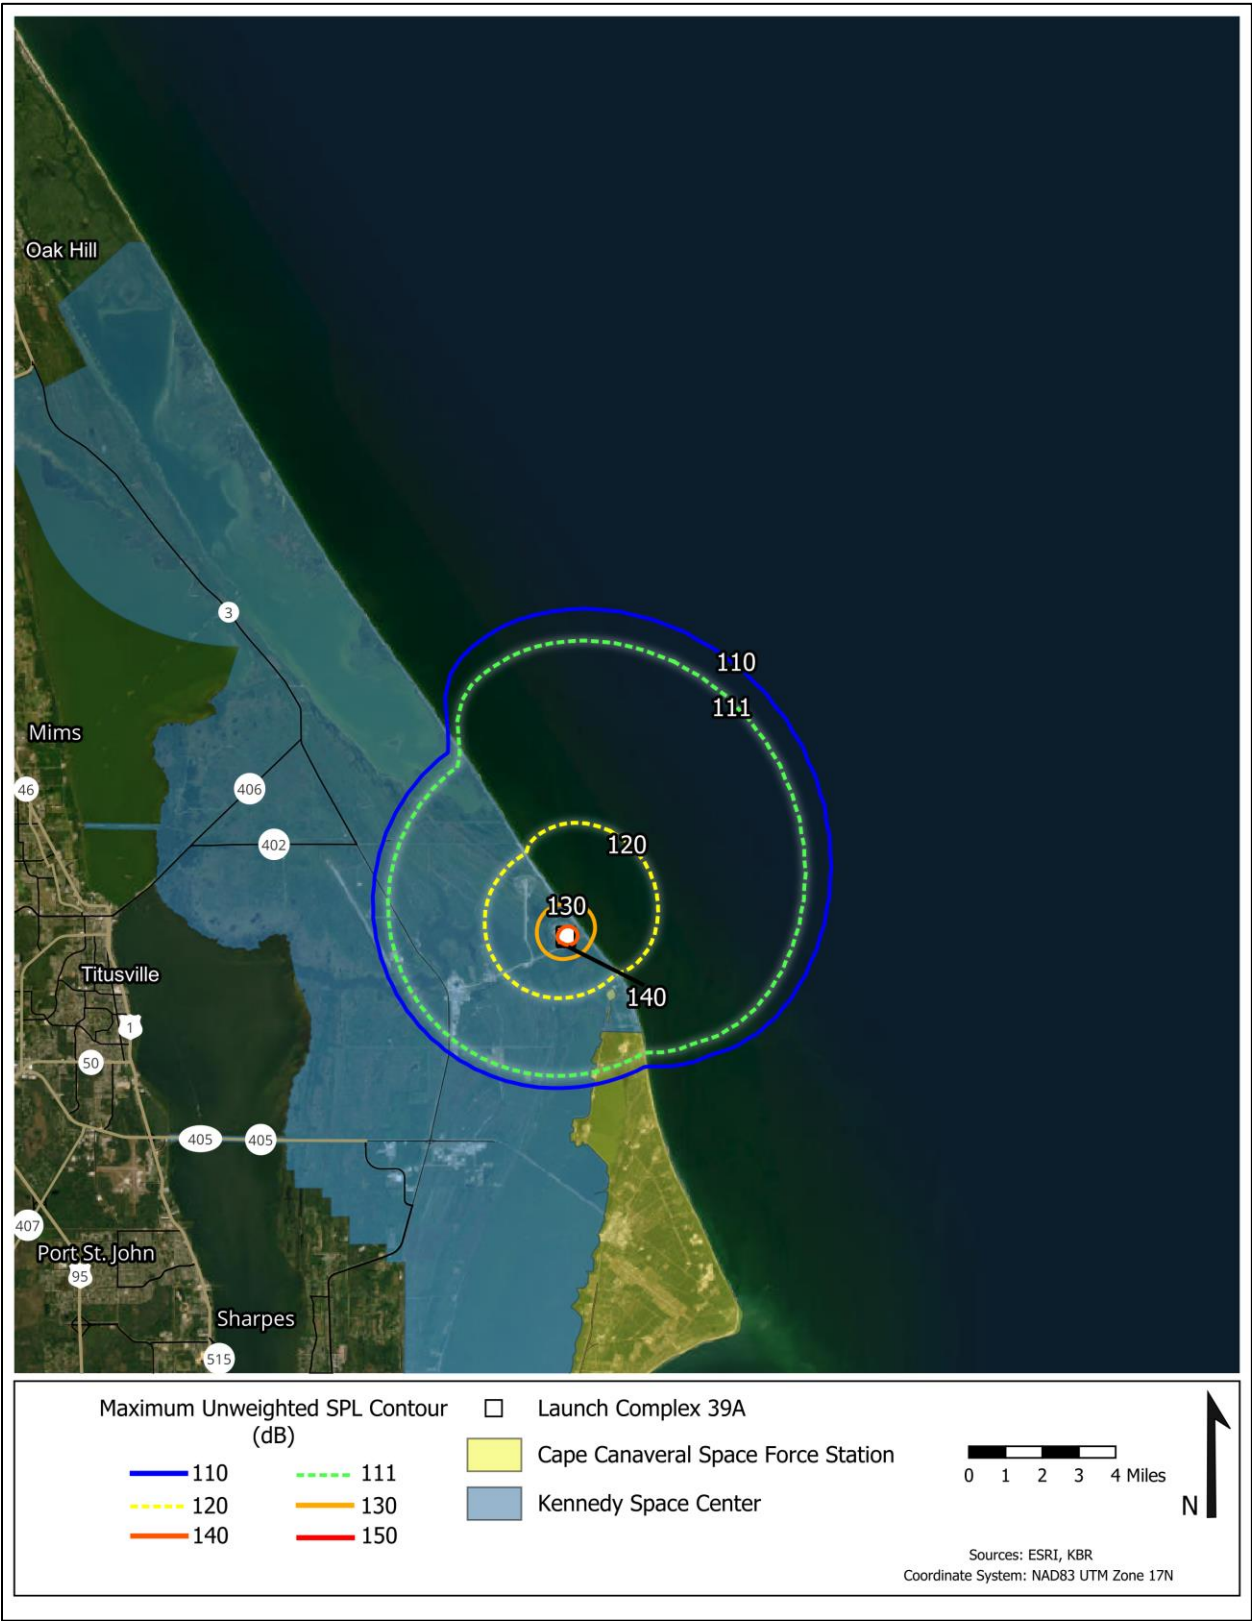 Oak Hill
3
110
111
Mims
46
406
402
120
130
Titusville
140
1
50
405
405
407
Port St. John
95
Sharpes
515
Maximum Unweighted SPL Contour
(dB)
110
111
120
130
140
150
Launch Complex 39A
Cape Canaveral Space Force Station
Kennedy Space Center
0 1 2 3 4 Miles
N
Sources: ESRI, KBR
Coordinate System: NAD83 UTM Zone 17N